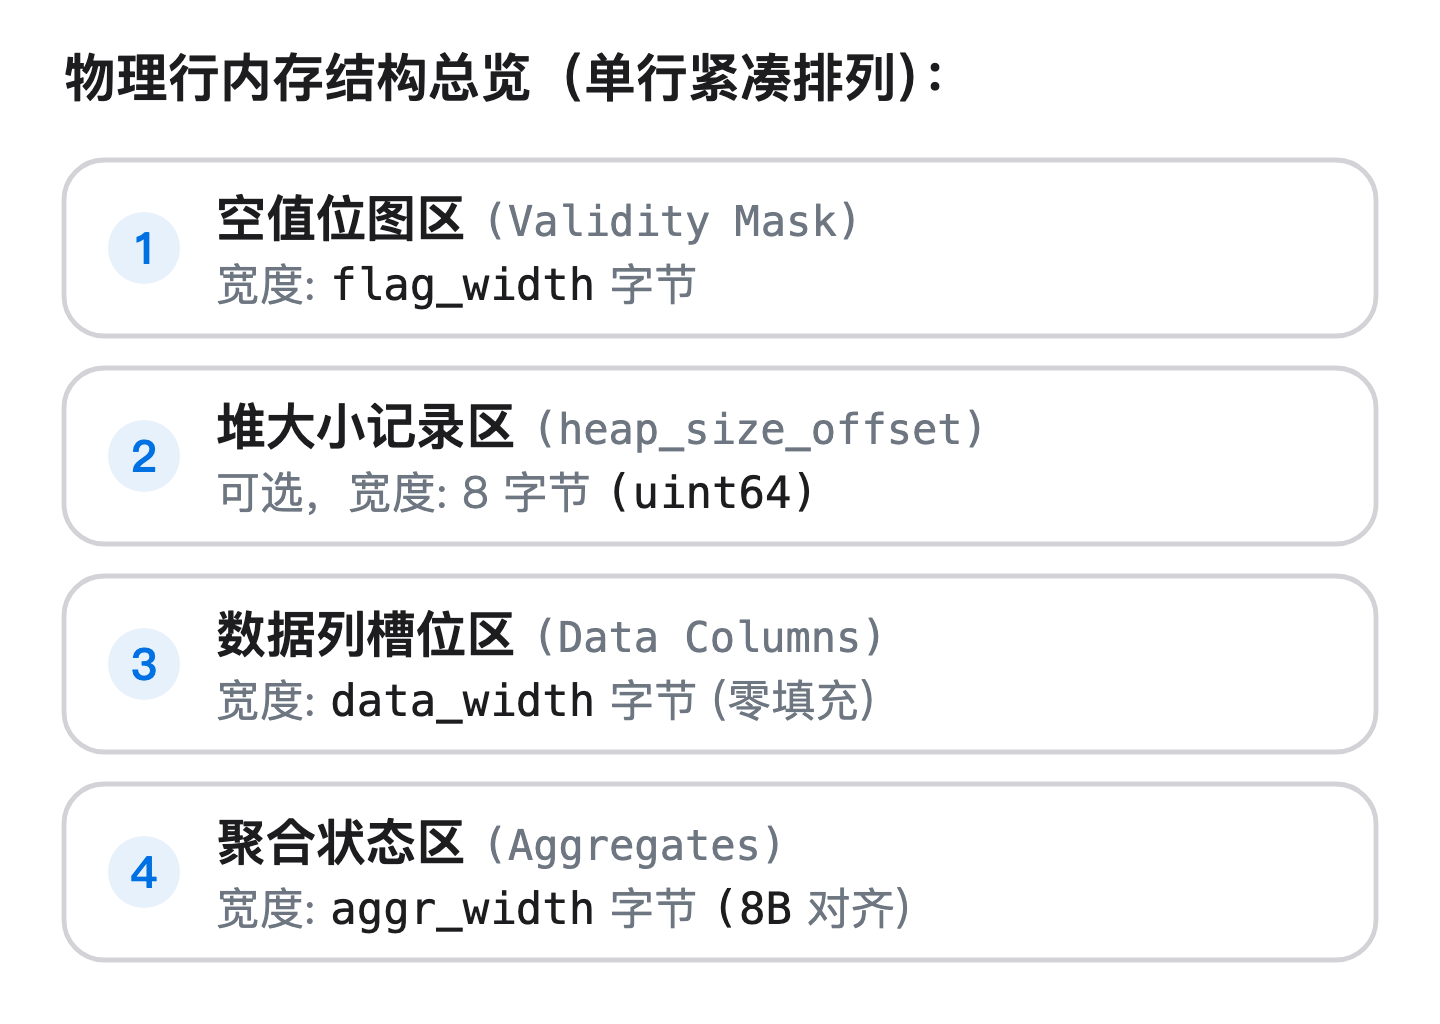 物理行内存结构总览（单行紧凑排列）：
1
空值位图区 (Validity Mask)
宽度: flag_width 字节
2
堆大小记录区 (heap_size_offset)
可选，宽度: 8 字节 (uint64)
3
数据列槽位区 (Data Columns)
宽度: data_width 字节 (零填充)
4
聚合状态区 (Aggregates)
宽度: aggr_width 字节 (8B 对齐)